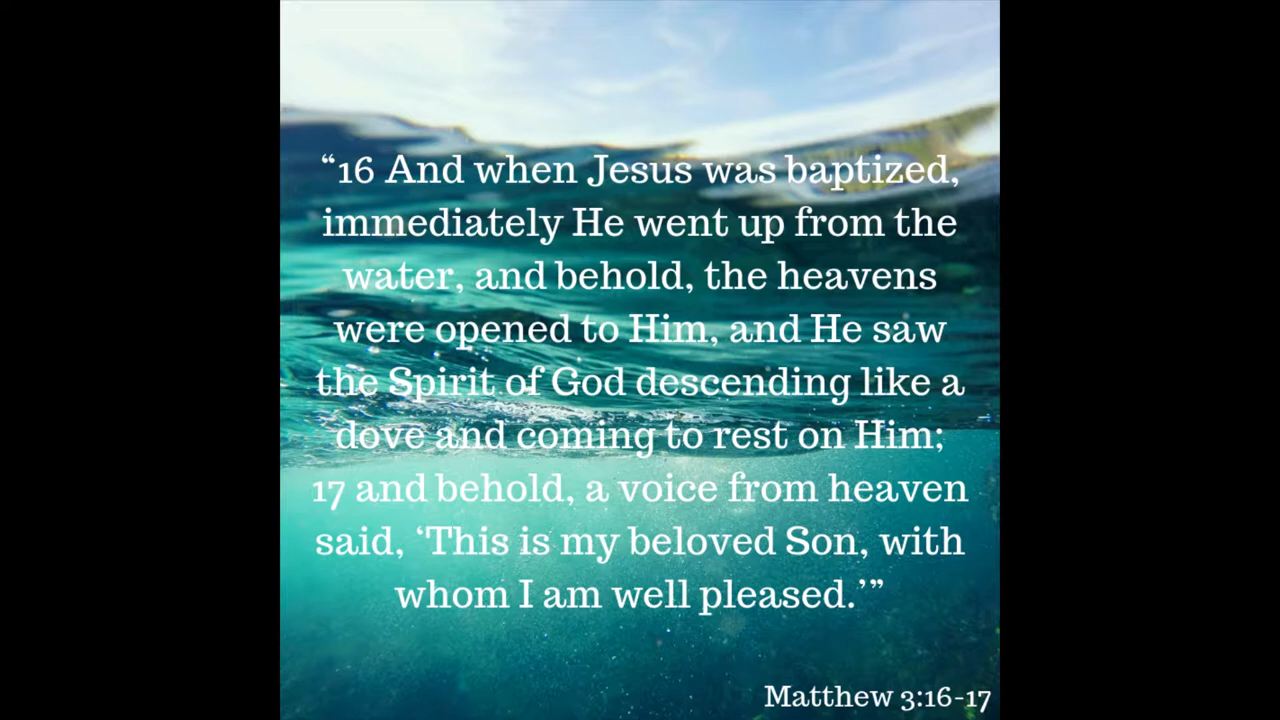 “16 And when Jesus was baptized,
immediately He went up from the
water, and behold, the heavens
were opened to Him, and He saw
the Spirit of God descending like a
dove and coming to rest on Him;
17 and behold, a voice from heaven
said, ‘This is my beloved Son, with
whom I am well pleased.’”
Matthew 3:16-17